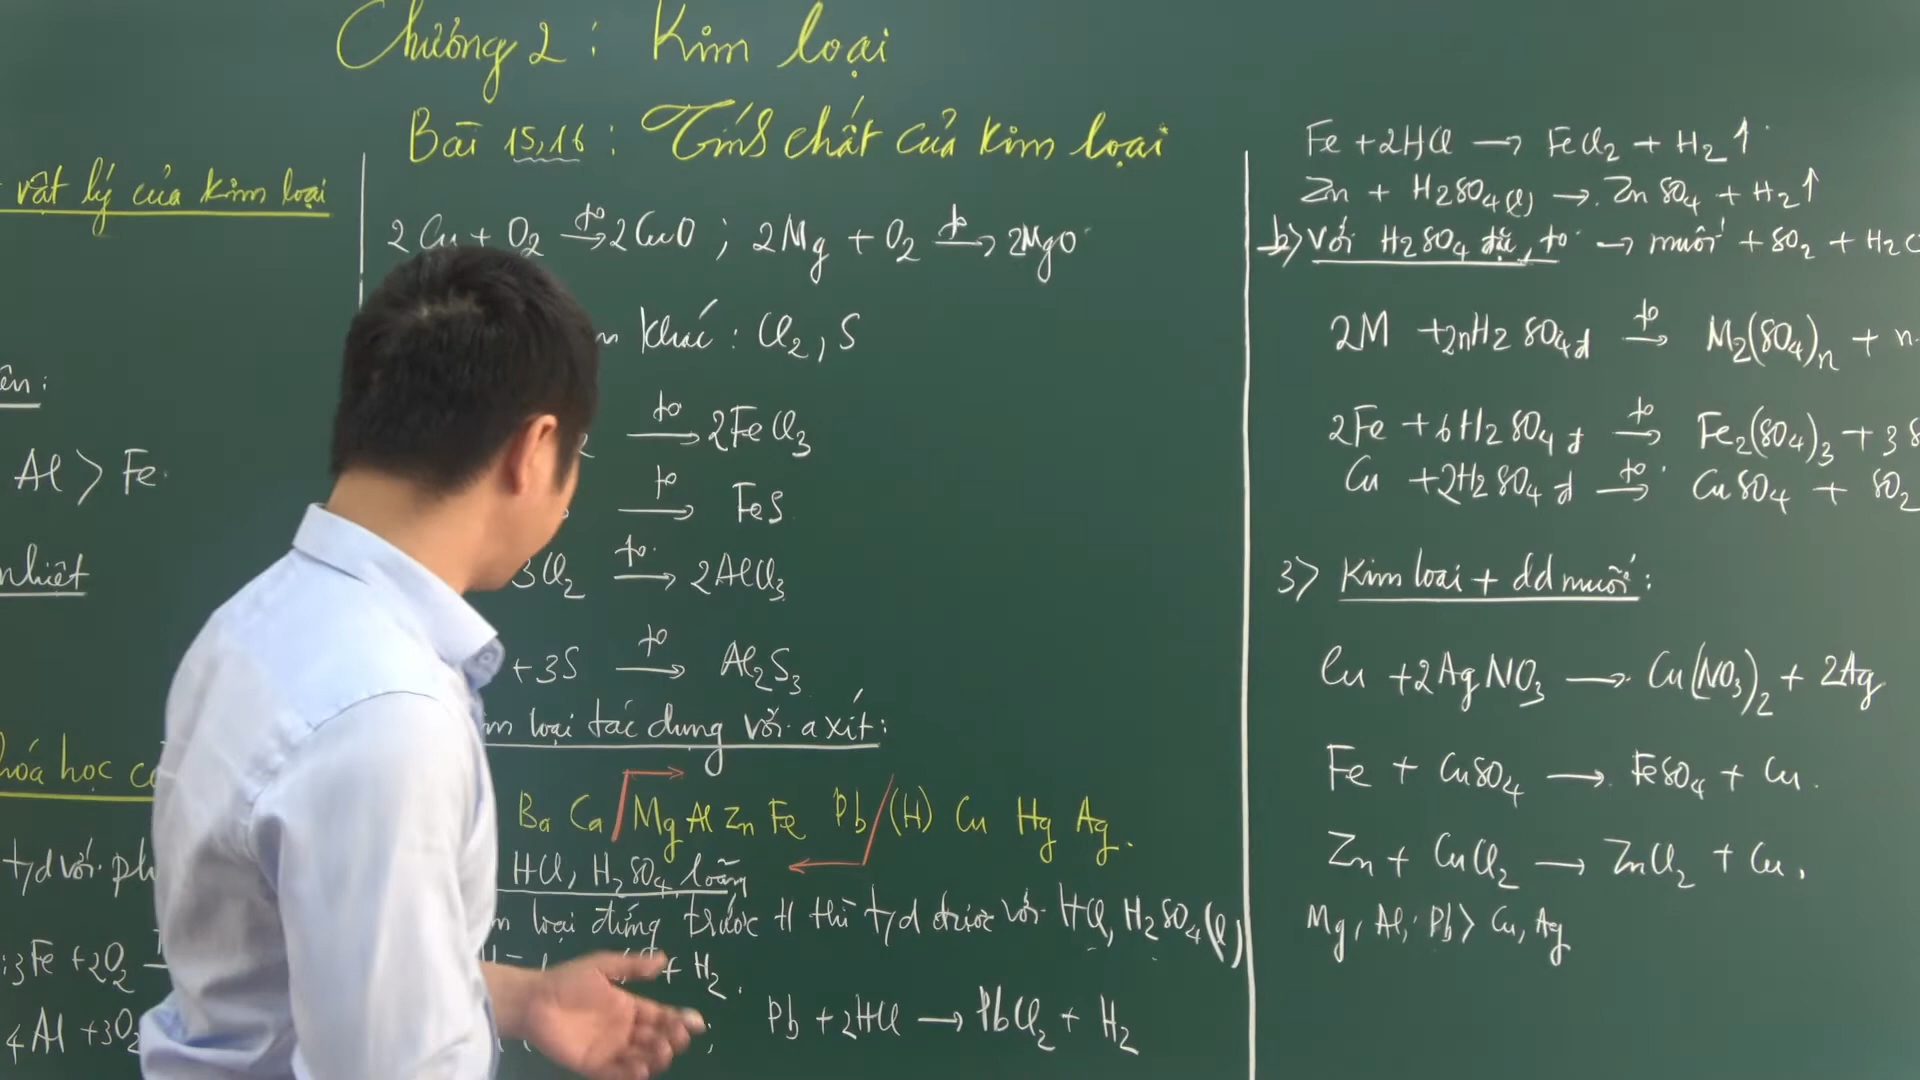 Chương 2 : Kim loại
Bài 15,16 : Tính chất của kim loại
vật lý của kim loại
Al > Fe
nhiệt
hóa học
t/d với ph
3Fe + 2O2
4Al + 3O2
2Cu + O2 →t° 2CuO ; 2Mg + O2 →t° 2MgO
khác : Cl2, S
→t° 2FeCl3
→t° FeS
3Cl2 →t° 2AlCl3
+ 3S →t° Al2S3
loại tác dụng với axit :
Ba Ca Mg Al Zn Fe Pb (H) Cu Hg Ag.
HCl, H2SO4 loãng
loại đứng trước H thì t/d được với HCl, H2SO4(l)
+ H2.
; Pb + 2HCl → PbCl2 + H2
Fe + 2HCl → FeCl2 + H2↑
Zn + H2SO4(l) → ZnSO4 + H2↑
b> Với H2SO4 đặc, t° → muối + SO2 + H2O
2M + 2nH2SO4đ →t° M2(SO4)n + n
2Fe + 6H2SO4đ →t° Fe2(SO4)3 + 3S
Cu + 2H2SO4đ →t° CuSO4 + SO2
3> Kim loại + dd muối :
Cu + 2AgNO3 → Cu(NO3)2 + 2Ag
Fe + CuSO4 → FeSO4 + Cu.
Zn + CuCl2 → ZnCl2 + Cu.
Mg, Al, Pb > Cu, Ag